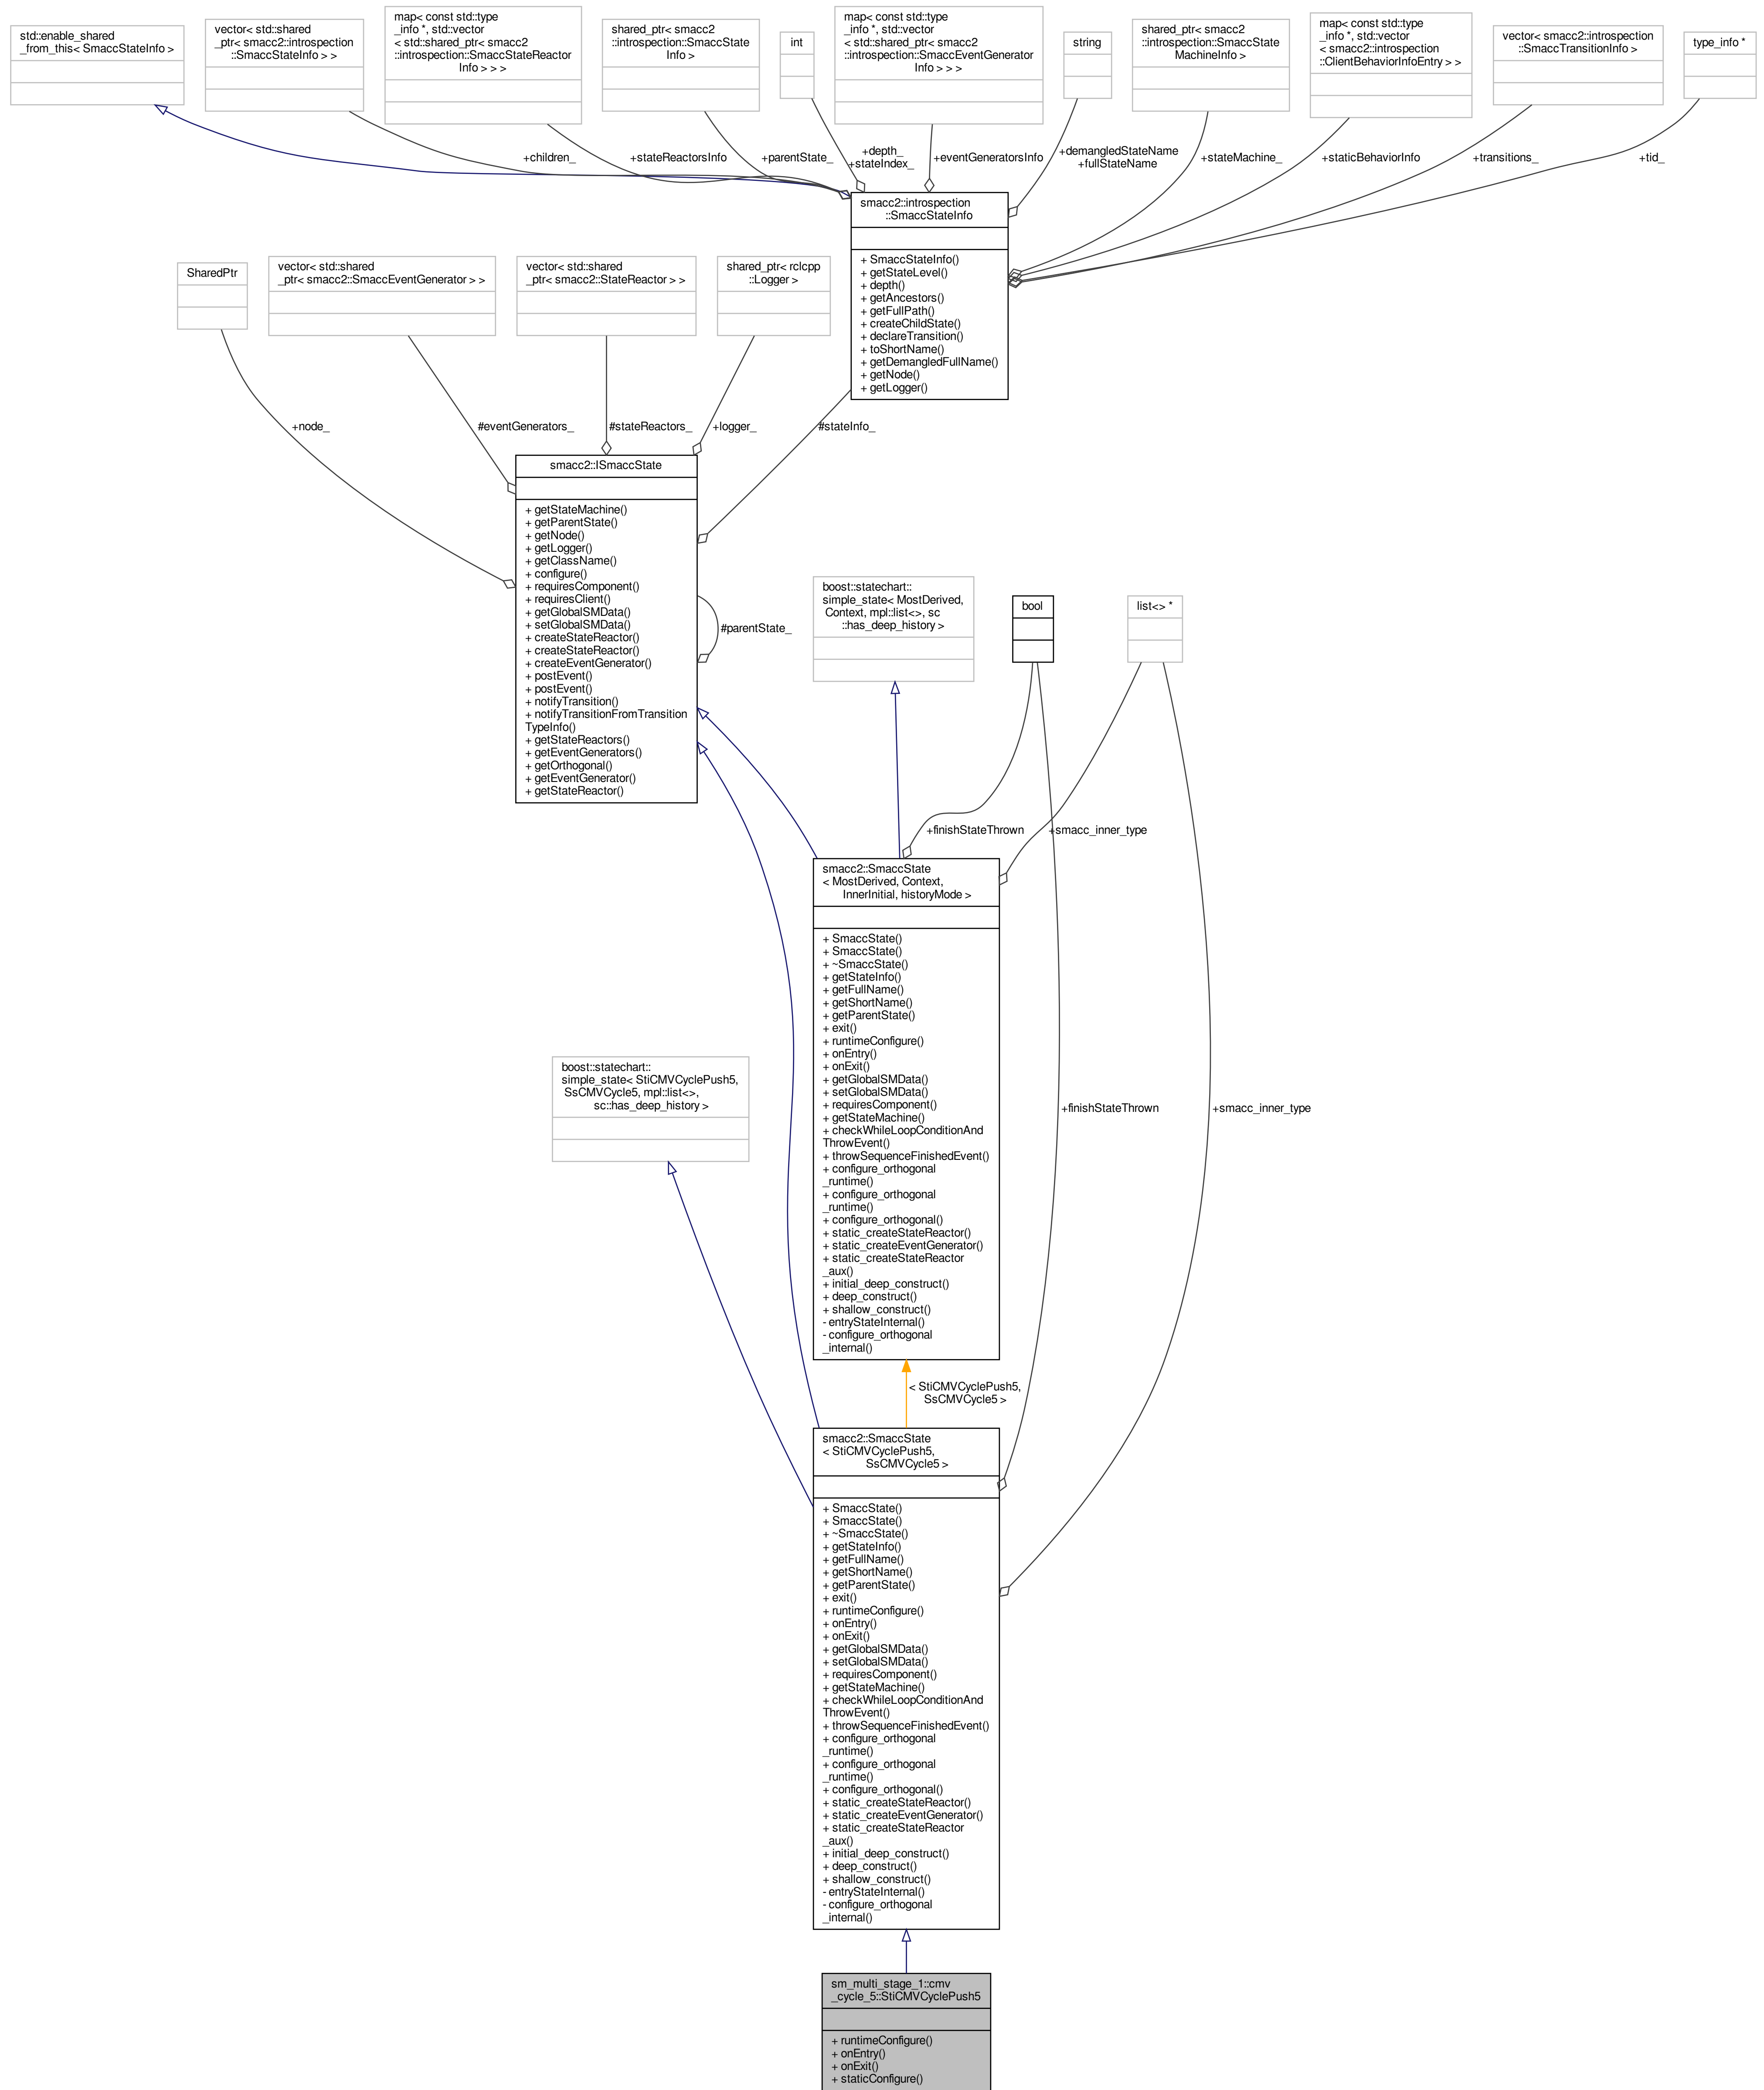 std::enable_shared
_from_this< SmaccStateInfo >
vector< std::shared
_ptr< smacc2::introspection
::SmaccStateInfo > >
map< const std::type
_info *, std::vector
< std::shared_ptr< smacc2
::introspection::SmaccStateReactor
Info > > >
shared_ptr< smacc2
::introspection::SmaccState
Info >
int
map< const std::type
_info *, std::vector
< std::shared_ptr< smacc2
::introspection::SmaccEventGenerator
Info > > >
string
shared_ptr< smacc2
::introspection::SmaccState
MachineInfo >
map< const std::type
_info *, std::vector
< smacc2::introspection
::ClientBehaviorInfoEntry > >
vector< smacc2::introspection
::SmaccTransitionInfo >
type_info *
+children_
+stateReactorsInfo
+parentState_
+depth_
+stateIndex_
+eventGeneratorsInfo
+demangledStateName
+fullStateName
+stateMachine_
+staticBehaviorInfo
+transitions_
+tid_
smacc2::introspection
::SmaccStateInfo
+ SmaccStateInfo()
+ getStateLevel()
+ depth()
+ getAncestors()
+ getFullPath()
+ createChildState()
+ declareTransition()
+ toShortName()
+ getDemangledFullName()
+ getNode()
+ getLogger()
SharedPtr
vector< std::shared
_ptr< smacc2::SmaccEventGenerator > >
vector< std::shared
_ptr< smacc2::StateReactor > >
shared_ptr< rclcpp
::Logger >
+node_
#eventGenerators_
#stateReactors_
+logger_
#stateInfo_
smacc2::ISmaccState
+ getStateMachine()
+ getParentState()
+ getNode()
+ getLogger()
+ getClassName()
+ configure()
+ requiresComponent()
+ requiresClient()
+ getGlobalSMData()
+ setGlobalSMData()
+ createStateReactor()
+ createStateReactor()
+ createEventGenerator()
+ postEvent()
+ postEvent()
+ notifyTransition()
+ notifyTransitionFromTransition
TypeInfo()
+ getStateReactors()
+ getEventGenerators()
+ getOrthogonal()
+ getEventGenerator()
+ getStateReactor()
#parentState_
boost::statechart::
simple_state< MostDerived,
Context, mpl::list<>, sc
::has_deep_history >
bool
list<> *
+finishStateThrown
+smacc_inner_type
smacc2::SmaccState
< MostDerived, Context,
InnerInitial, historyMode >
+ SmaccState()
+ SmaccState()
+ ~SmaccState()
+ getStateInfo()
+ getFullName()
+ getShortName()
+ getParentState()
+ exit()
+ runtimeConfigure()
+ onEntry()
+ onExit()
+ getGlobalSMData()
+ setGlobalSMData()
+ requiresComponent()
+ getStateMachine()
+ checkWhileLoopConditionAnd
ThrowEvent()
+ throwSequenceFinishedEvent()
+ configure_orthogonal
_runtime()
+ configure_orthogonal
_runtime()
+ configure_orthogonal()
+ static_createStateReactor()
+ static_createEventGenerator()
+ static_createStateReactor
_aux()
+ initial_deep_construct()
+ deep_construct()
+ shallow_construct()
- entryStateInternal()
- configure_orthogonal
_internal()
boost::statechart::
simple_state< StiCMVCyclePush5,
SsCMVCycle5, mpl::list<>,
sc::has_deep_history >
+finishStateThrown
+smacc_inner_type
< StiCMVCyclePush5,
SsCMVCycle5 >
smacc2::SmaccState
< StiCMVCyclePush5,
SsCMVCycle5 >
+ SmaccState()
+ SmaccState()
+ ~SmaccState()
+ getStateInfo()
+ getFullName()
+ getShortName()
+ getParentState()
+ exit()
+ runtimeConfigure()
+ onEntry()
+ onExit()
+ getGlobalSMData()
+ setGlobalSMData()
+ requiresComponent()
+ getStateMachine()
+ checkWhileLoopConditionAnd
ThrowEvent()
+ throwSequenceFinishedEvent()
+ configure_orthogonal
_runtime()
+ configure_orthogonal
_runtime()
+ configure_orthogonal()
+ static_createStateReactor()
+ static_createEventGenerator()
+ static_createStateReactor
_aux()
+ initial_deep_construct()
+ deep_construct()
+ shallow_construct()
- entryStateInternal()
- configure_orthogonal
_internal()
sm_multi_stage_1::cmv
_cycle_5::StiCMVCyclePush5
+ runtimeConfigure()
+ onEntry()
+ onExit()
+ staticConfigure()